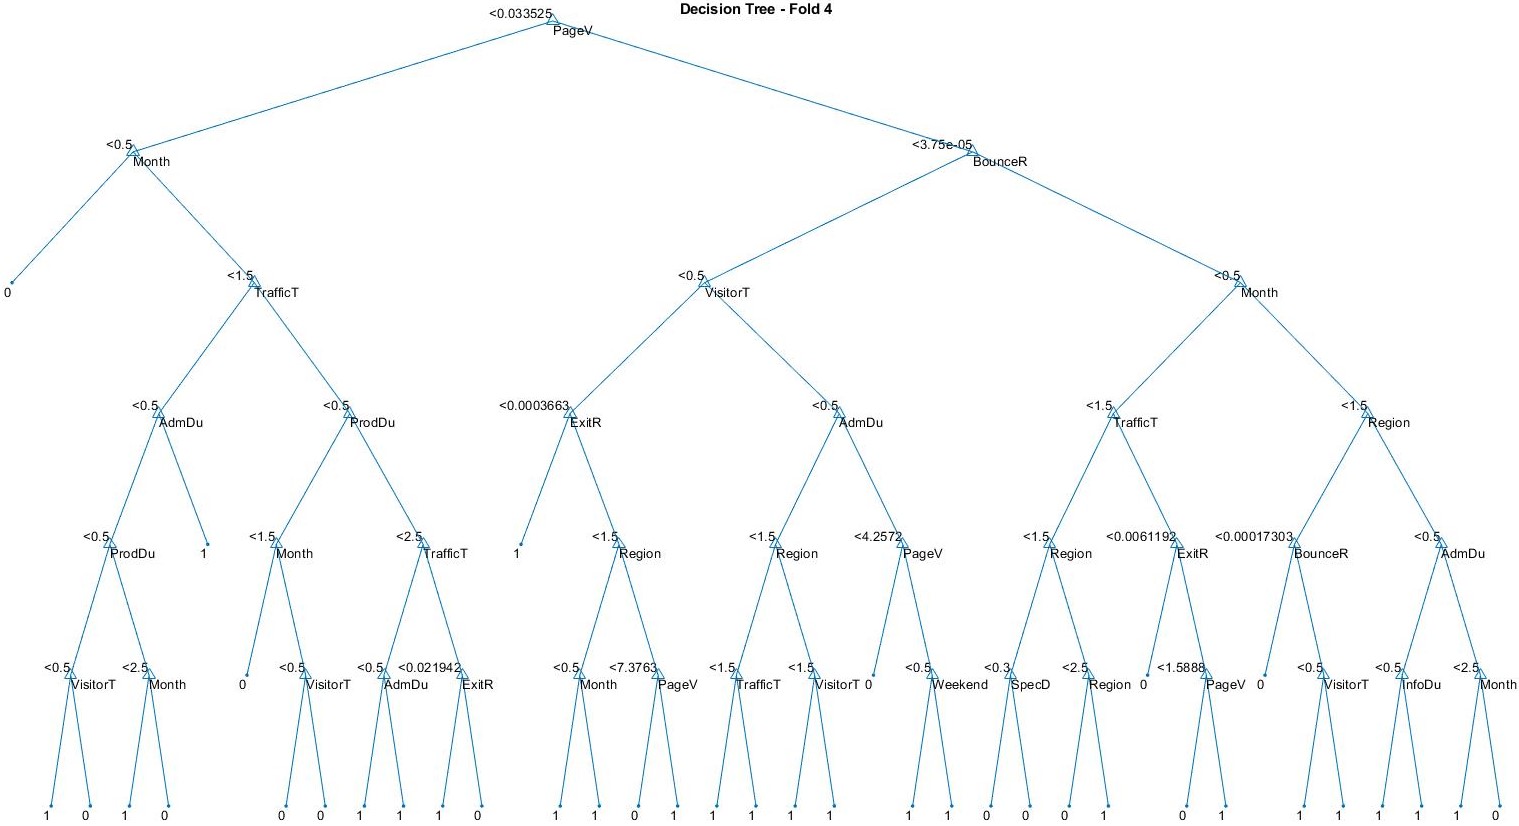 Decision Tree - Fold 4
<0.033525
PageV
<0.5
Month
<3.75e-05
BounceR
0
<1.5
TrafficT
<0.5
VisitorT
<0.5
Month
<0.5
AdmDu
<0.5
ProdDu
<0.0003663
ExitR
<0.5
AdmDu
<1.5
TrafficT
<1.5
Region
<0.5
ProdDu
1
<1.5
Month
<2.5
TrafficT
1
<1.5
Region
<1.5
Region
<4.2572
PageV
<1.5
Region
<0.0061192
ExitR
<0.00017303
BounceR
<0.5
AdmDu
<0.5
VisitorT
<2.5
Month
0
<0.5
VisitorT
<0.5
AdmDu
<0.021942
ExitR
<0.5
Month
<7.3763
PageV
<1.5
TrafficT
<1.5
VisitorT
0
<0.5
Weekend
<0.3
SpecD
<2.5
Region
0
<1.5888
PageV
0
<0.5
VisitorT
<0.5
InfoDu
<2.5
Month
1 0 1 0 0 0 1 1 1 0 1 1 0 1 1 1 1 1 1 1 0 0 0 1 0 1 1 1 1 1 1 0